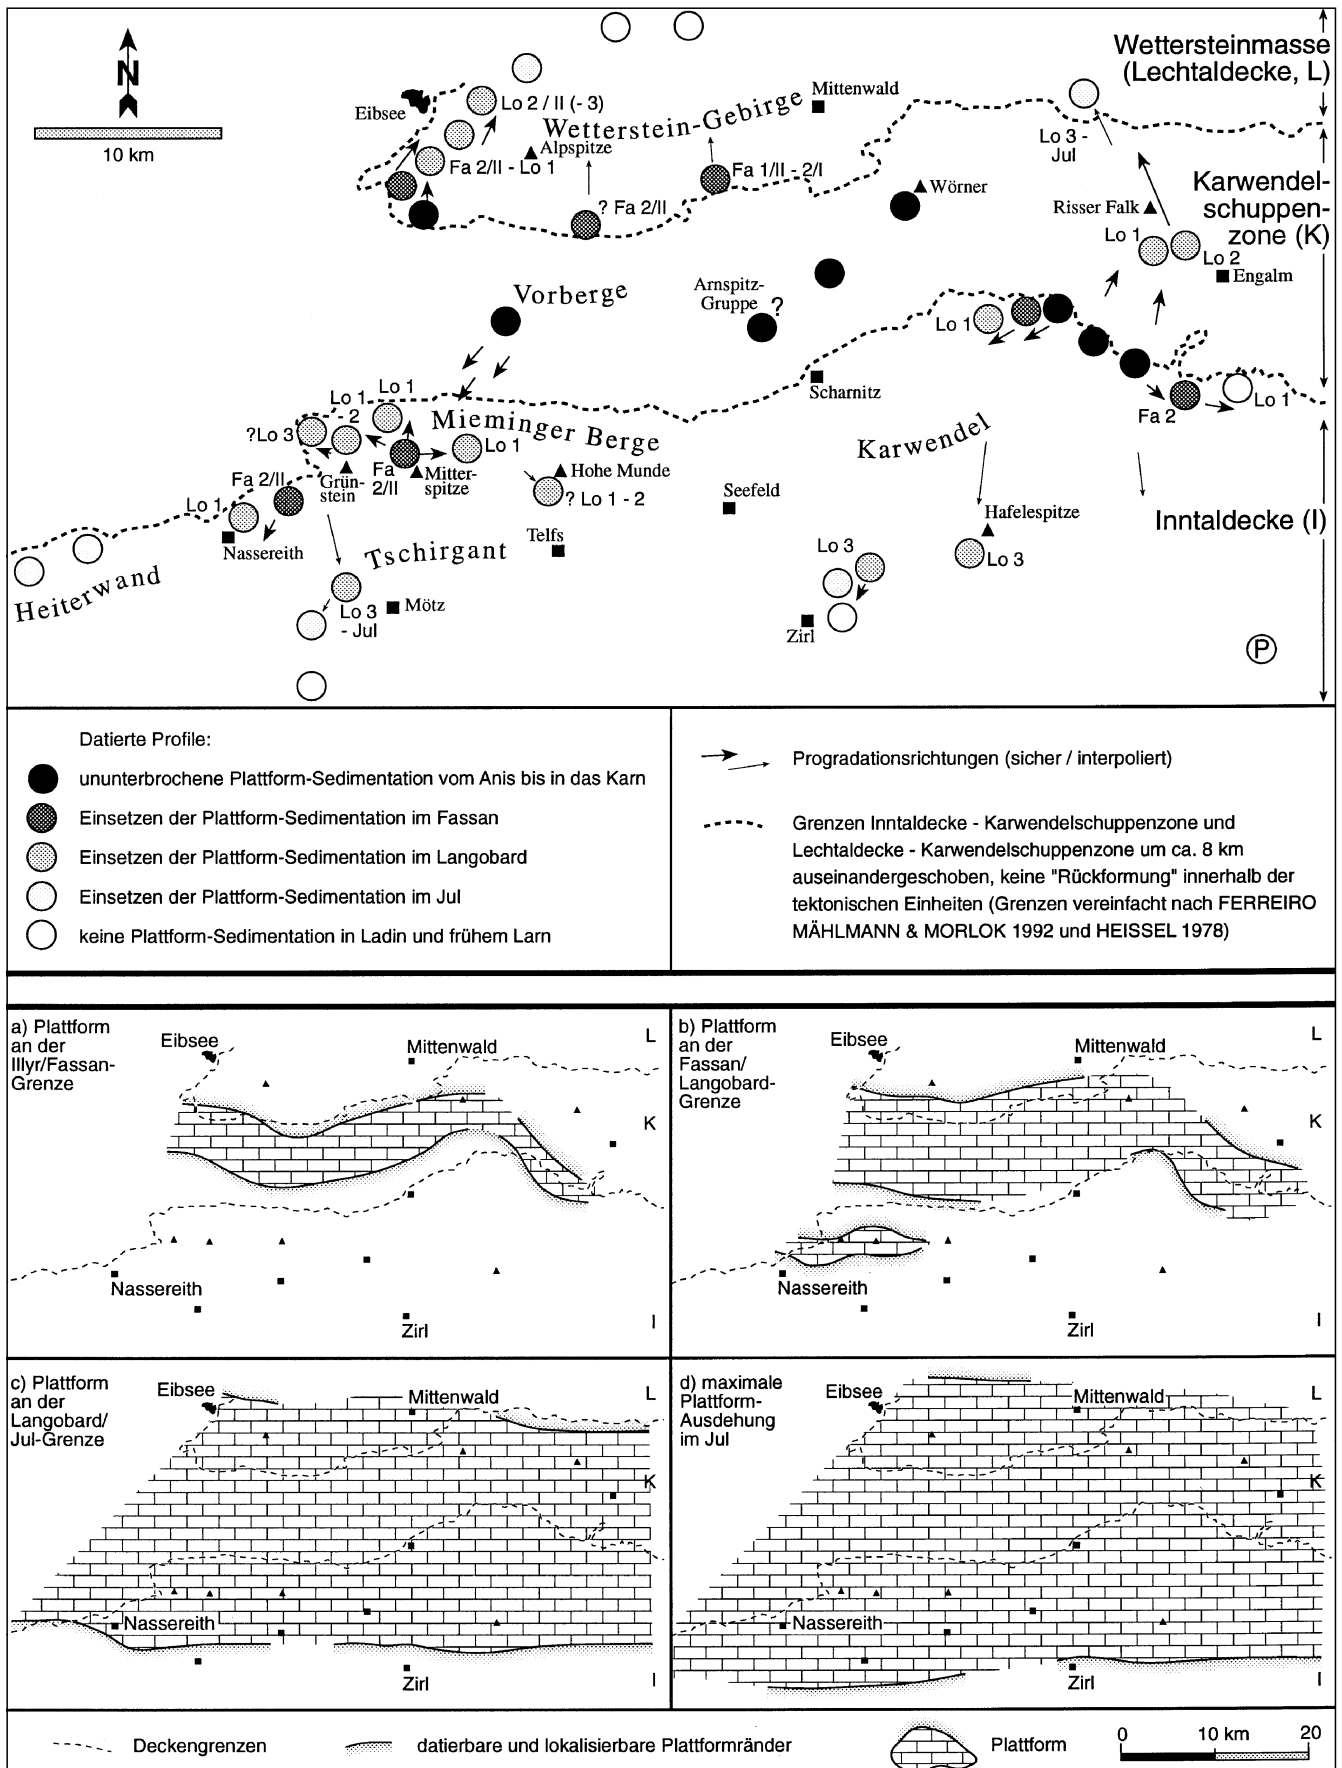 Wettersteinmasse
(Lechtaldecke, L)
N
10 km
Eibsee
Lo 2 / II (- 3)
Wetterstein-Gebirge
Mittenwald
Alpspitze
Lo 3 -
Jul
Fa 2/II - Lo 1
Fa 1/II - 2/I
Karwendel-
schuppen-
zone (K)
? Fa 2/II
Wörner
Risser Falk
Lo 1
Lo 2
Engalm
Vorberge
Arnspitz-
Gruppe
?
Lo 1
Scharnitz
Fa 2
Lo 1
Lo 1
Lo 1
- 2
?Lo 3
Mieminger Berge
Lo 1
Karwendel
Fa
2/II
Mitter-
spitze
Grün-
stein
Fa 2/II
Hohe Munde
? Lo 1 - 2
Lo 1
Seefeld
Hafelespitze
Inntaldecke (I)
Nassereith
Tschirgant
Telfs
Lo 3
Lo 3
Heiterwand
Lo 3
- Jul
Mötz
Zirl
P
Datierte Profile:
ununterbrochene Plattform-Sedimentation vom Anis bis in das Karn
Einsetzen der Plattform-Sedimentation im Fassan
Einsetzen der Plattform-Sedimentation im Langobard
Einsetzen der Plattform-Sedimentation im Jul
keine Plattform-Sedimentation in Ladin und frühem Larn
Progradationsrichtungen (sicher / interpoliert)
Grenzen Inntaldecke - Karwendelschuppenzone und
Lechtaldecke - Karwendelschuppenzone um ca. 8 km
auseinandergeschoben, keine "Rückformung" innerhalb der
tektonischen Einheiten (Grenzen vereinfacht nach FERREIRO
MÄHLMANN & MORLOK 1992 und HEISSEL 1978)
a) Plattform
an der
Illyr/Fassan-
Grenze
Eibsee
Mittenwald
L
K
Nassereith
Zirl
I
b) Plattform
an der
Fassan/
Langobard-
Grenze
Eibsee
Mittenwald
L
K
Nassereith
Zirl
I
c) Plattform
an der
Langobard/
Jul-Grenze
Eibsee
Mittenwald
L
K
Nassereith
Zirl
I
d) maximale
Plattform-
Ausdehung
im Jul
Eibsee
Mittenwald
L
K
Nassereith
Zirl
I
Deckengrenzen
datierbare und lokalisierbare Plattformränder
Plattform
0 10 km 20